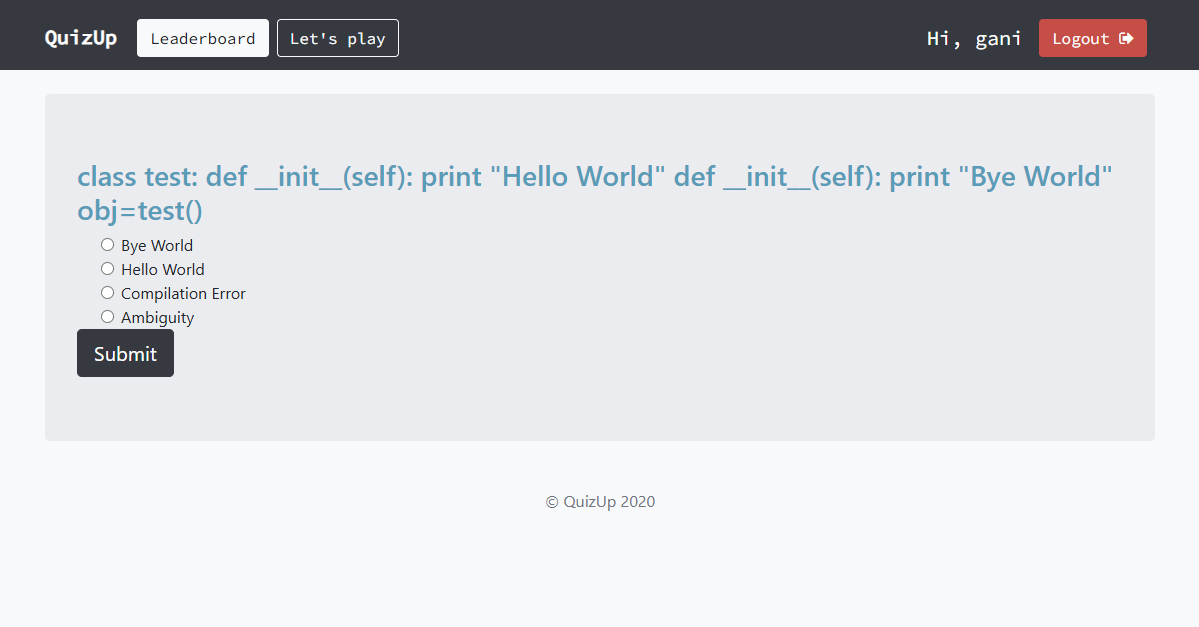 QuizUp Leaderboard Let's play Hi, gani Logout
class test: def __init__(self): print "Hello World" def __init__(self): print "Bye World"
obj=test()
Bye World
Hello World
Compilation Error
Ambiguity
Submit
© QuizUp 2020